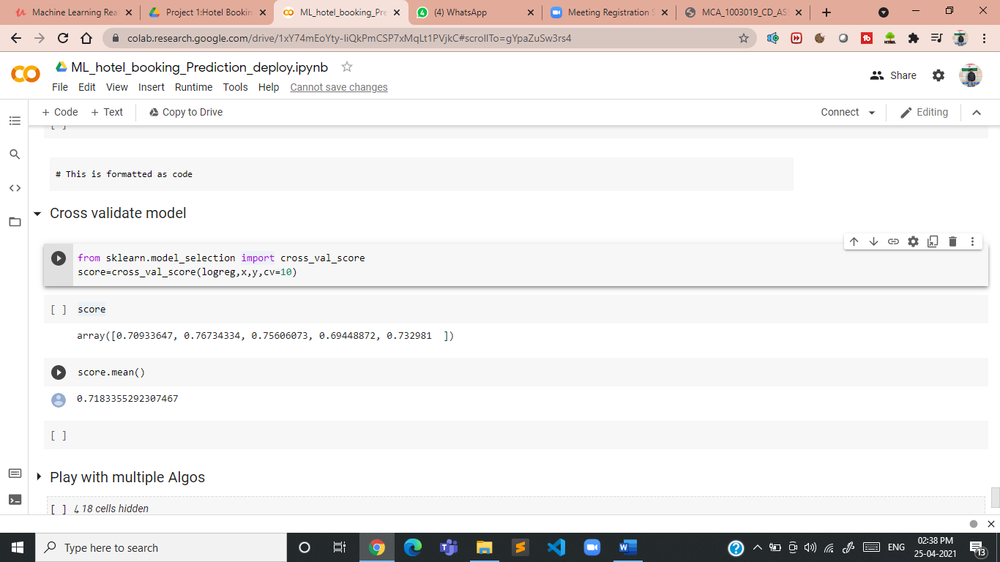 Machine Learning Rea
Project 1:Hotel Bookin
ML_hotel_booking_Pre
(4) WhatsApp
Meeting Registration S
MCA_1003019_CD_AS
colab.research.google.com/drive/1xY74mEoYty-IiQkPmCSP7xMqLt1PVjkC#scrollTo=gYpaZuSw3rs4
ML_hotel_booking_Prediction_deploy.ipynb
Share
File Edit View Insert Runtime Tools Help Cannot save changes
+ Code + Text Copy to Drive
Connect Editing
[ ]
# This is formatted as code
Cross validate model
from sklearn.model_selection import cross_val_score
score=cross_val_score(logreg,x,y,cv=10)
[ ] score
array([0.70933647, 0.76734334, 0.75606073, 0.69448872, 0.732981  ])
score.mean()
0.7183355292307467
[ ]
Play with multiple Algos
[ ] ↳ 18 cells hidden
Type here to search
ENG
02:38 PM
25-04-2021
13